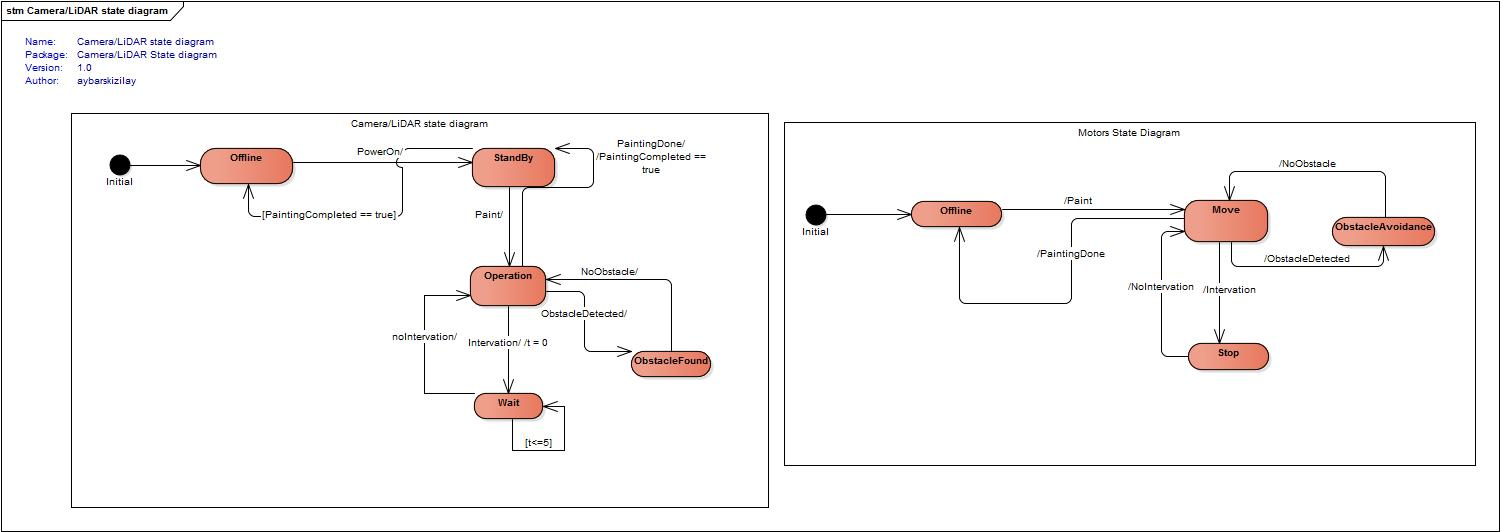 stm Camera/LiDAR state diagram
Name: Camera/LiDAR state diagram
Package: Camera/LiDAR State diagram
Version: 1.0
Author: aybarskizilay
Camera/LiDAR state diagram
Initial
Offline
PowerOn/
StandBy
PaintingDone/
/PaintingCompleted ==
true
[PaintingCompleted == true]
Paint/
Operation
NoObstacle/
ObstacleDetected/
noIntervation/
Intervation/ /t = 0
ObstacleFound
Wait
[t<=5]
Motors State Diagram
Initial
Offline
/Paint
Move
/NoObstacle
ObstacleAvoidance
/PaintingDone
/ObstacleDetected
/NoIntervation
/Intervation
Stop